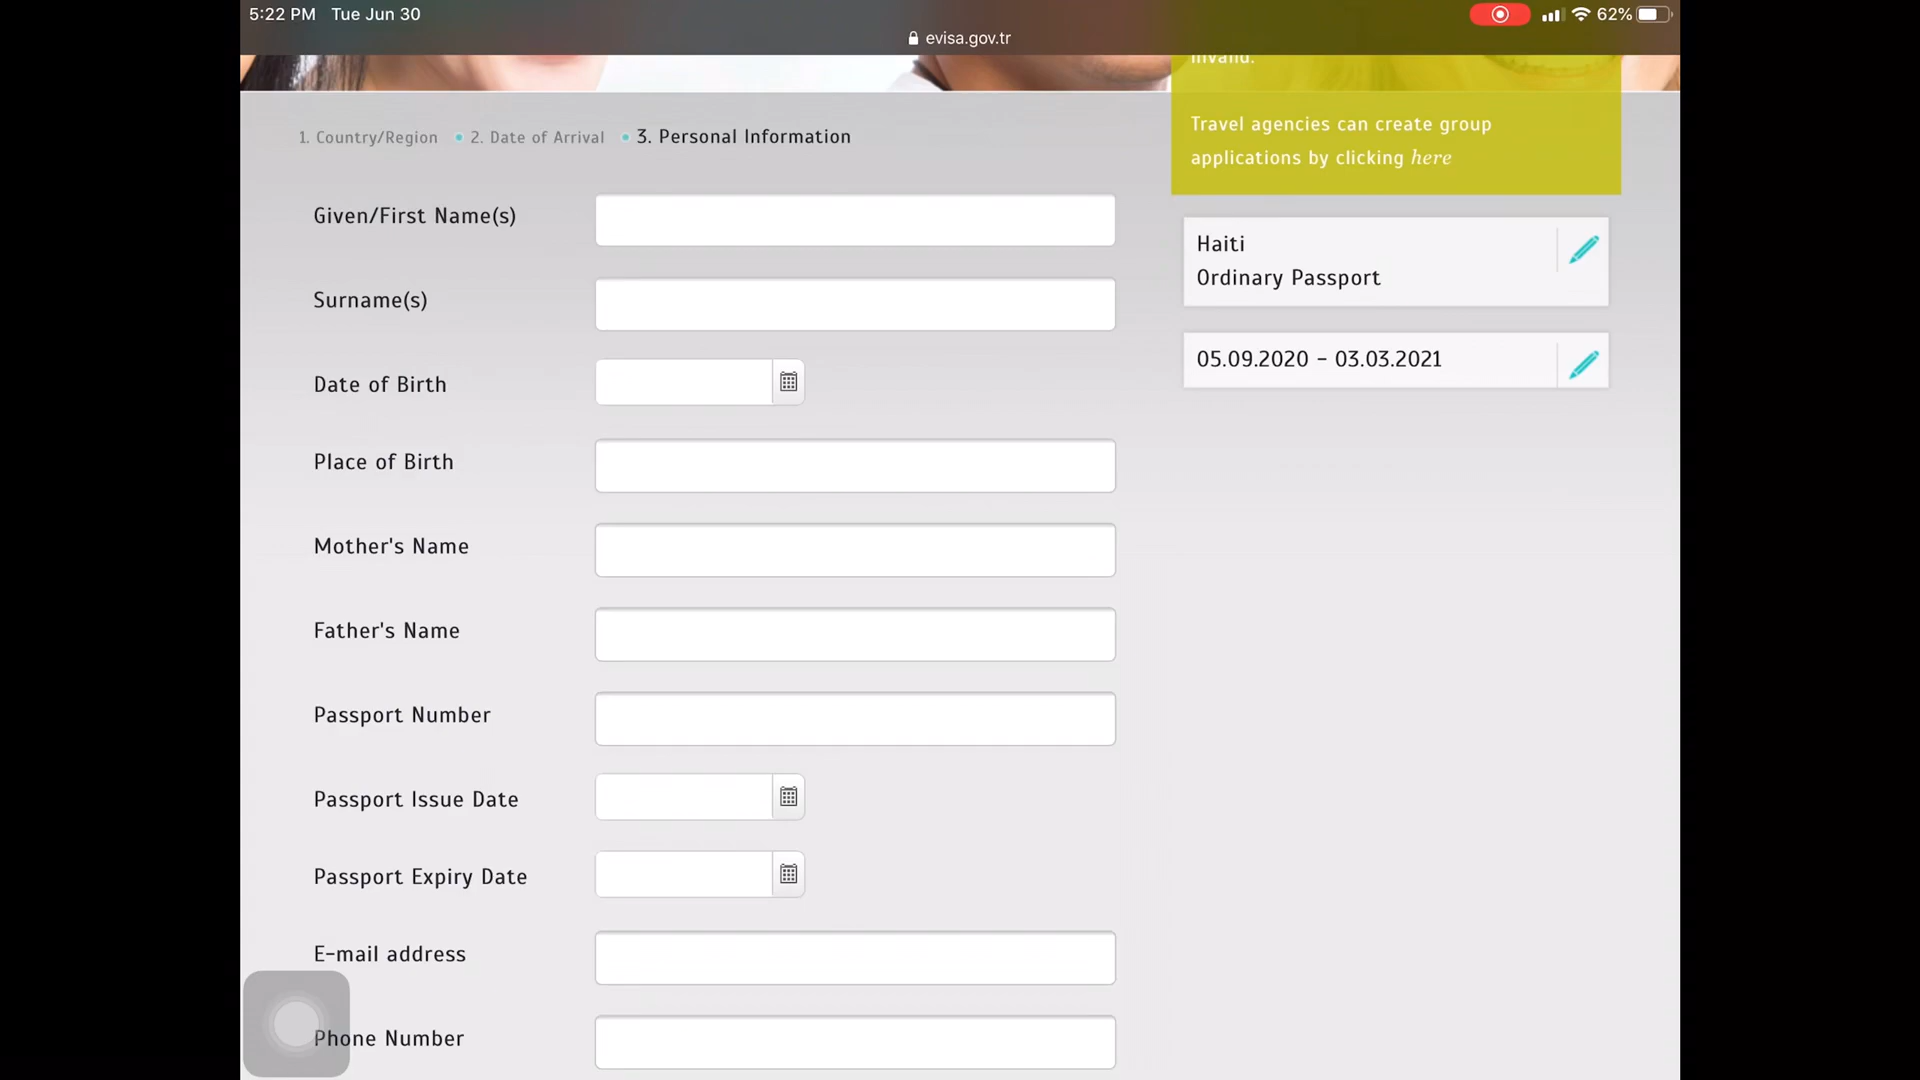 5:22 PM Tue Jun 30
62%
evisa.gov.tr
invalid.
Travel agencies can create group
applications by clicking here
1. Country/Region 2. Date of Arrival 3. Personal Information
Given/First Name(s)
Surname(s)
Date of Birth
Place of Birth
Mother's Name
Father's Name
Passport Number
Passport Issue Date
Passport Expiry Date
E-mail address
Phone Number
Haiti
Ordinary Passport
05.09.2020 - 03.03.2021